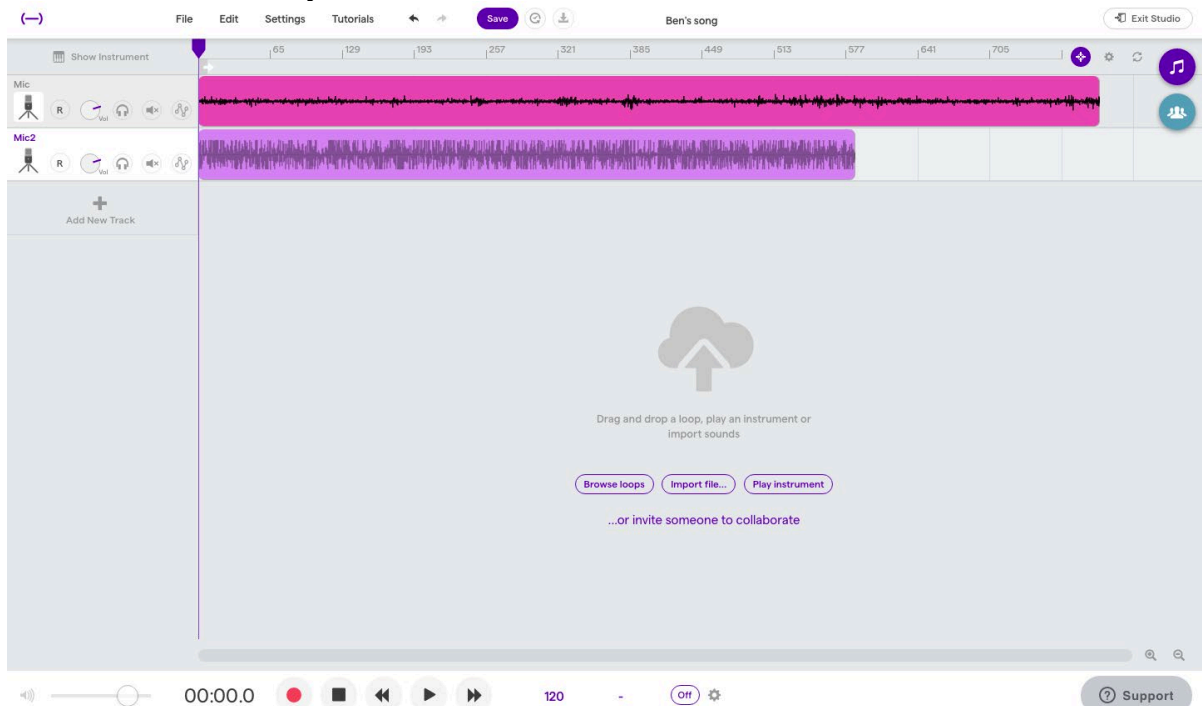 (—) File Edit Settings Tutorials Save Ben's song Exit Studio
Show Instrument 65 129 193 257 321 385 449 513 577 641 705
Mic
R Vol
Mic2
R Vol
Add New Track
Drag and drop a loop, play an instrument or
import sounds
Browse loops Import file... Play instrument
...or invite someone to collaborate
00:00.0 120 - Off Support